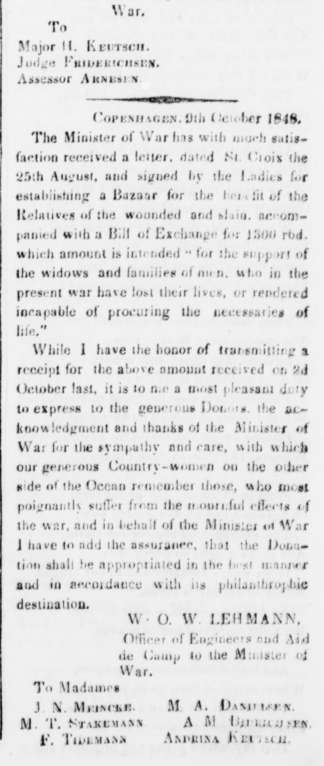 War.
To
Major H. KEUTSCH.
Judge FRIDERICHSEN.
Assessor ARNESEN.
COPENHAGEN, 9th October 1848.
The Minister of War has with much satis-
faction received a letter, dated St. Croix the
25th August, and signed by the Ladies for
establishing a Bazaar for the benefit of the
Relatives of the wounded and slain, accom-
panied with a Bill of Exchange for 1500 rbd.
which amount is intended "for the support of
the widows and families of men, who in the
present war have lost their lives, or rendered
incapable of procuring the necessaries of
life."
While I have the honor of transmitting a
receipt for the above amount received on 2d
October last, it is to me a most pleasant duty
to express to the generous Donors, the ac-
knowledgment and thanks of the Minister of
War for the sympathy and care, with which
our generous Country-women on the other
side of the Ocean remember those, who most
poignantly suffer from the mournful effects of
the war, and in behalf of the Minister of War
I have to add the assurance, that the Dona-
tion shall be appropriated in the best manner
and in accordance with its philanthrophic
destination.
W. O. W. LEHMANN,
Officer of Engineers and Aid
de Camp to the Minister of
War.
To Madames
J. N. MEINCKE. M. A. DANIELSEN.
M. T. STAKEMANN A M DIDRICHSEN.
F. TIDEMANN ANDRINA KEUTSCH.